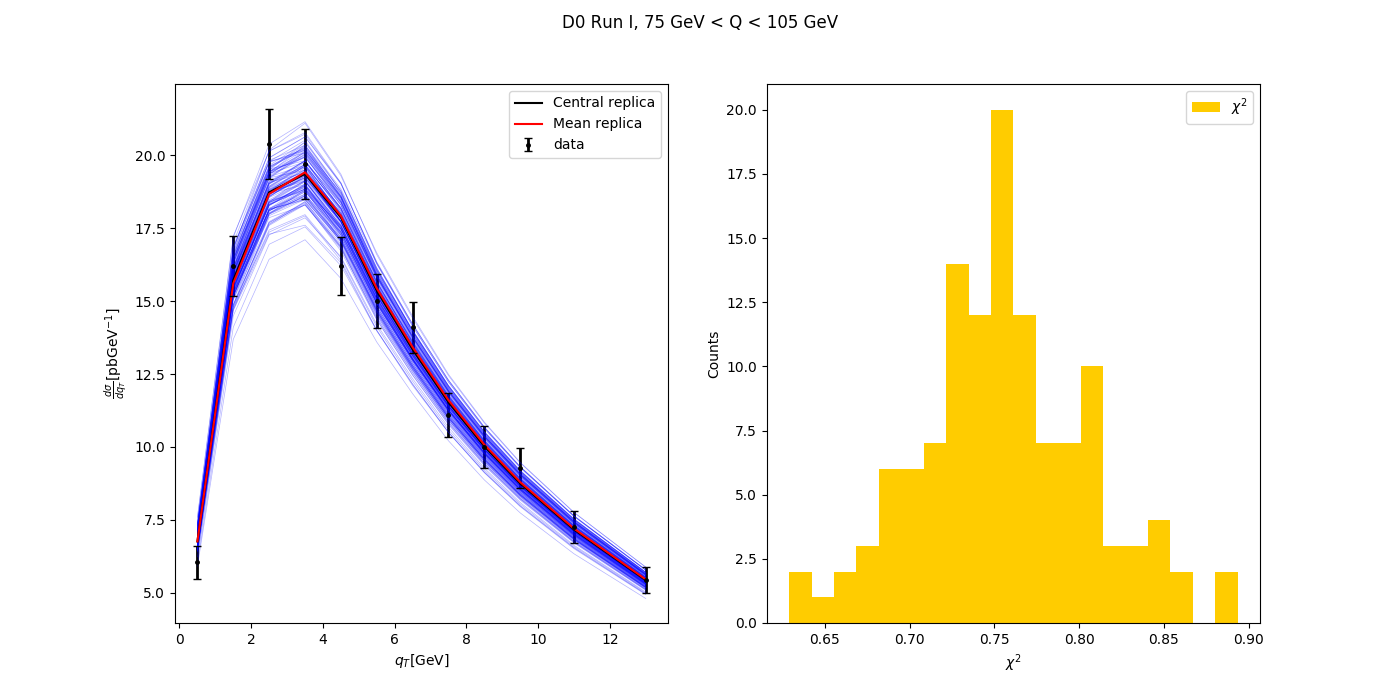 D0 Run I, 75 GeV < Q < 105 GeV
Central replica
Mean replica
data
20.0
17.5
15.0
12.5
10.0
7.5
5.0
dσ/dq_T [pbGeV⁻¹]
0 2 4 6 8 10 12
q_T[GeV]
χ²
20.0
17.5
15.0
12.5
10.0
7.5
5.0
2.5
0.0
Counts
0.65 0.70 0.75 0.80 0.85 0.90
χ²